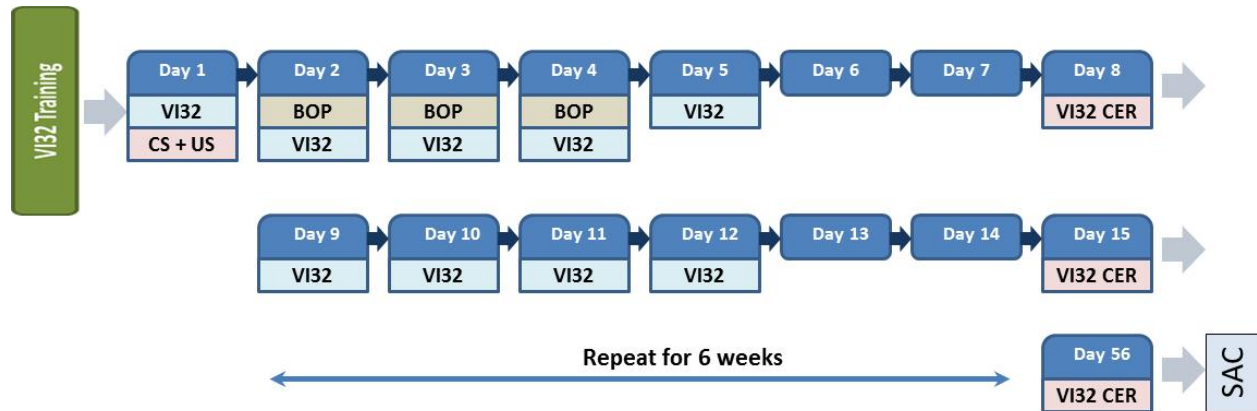 VI32 Training
Day 1
Day 2
Day 3
Day 4
Day 5
Day 6
Day 7
Day 8
VI32
BOP
BOP
BOP
VI32
VI32 CER
CS + US
VI32
VI32
VI32
Day 9
Day 10
Day 11
Day 12
Day 13
Day 14
Day 15
VI32
VI32
VI32
VI32
VI32 CER
Repeat for 6 weeks
Day 56
VI32 CER
SAC